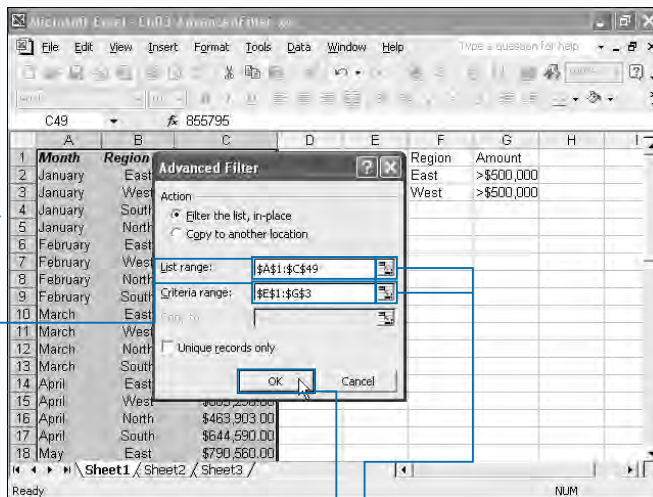 Microsoft Excel - Ch03 AdvancedFilter
File Edit View Insert Format Tools Data Window Help Type a question for help
C49 fx 855795
A B C D E F G H I
1 Month Region Region Amount
2 January East East >$500,000
3 January West West >$500,000
4 January South
5 January North
6 February East
7 February West
8 February North
9 February South
10 March East
11 March West
12 March North
13 March South
14 April East
15 April West
16 April North $463,903.00
17 April South $644,590.00
18 May East $790,560.00
Advanced Filter
Action
Filter the list, in-place
Copy to another location
List range: $A$1:$C$49
Criteria range: $E$1:$G$3
Unique records only
OK Cancel
Sheet1 Sheet2 Sheet3
Ready NUM